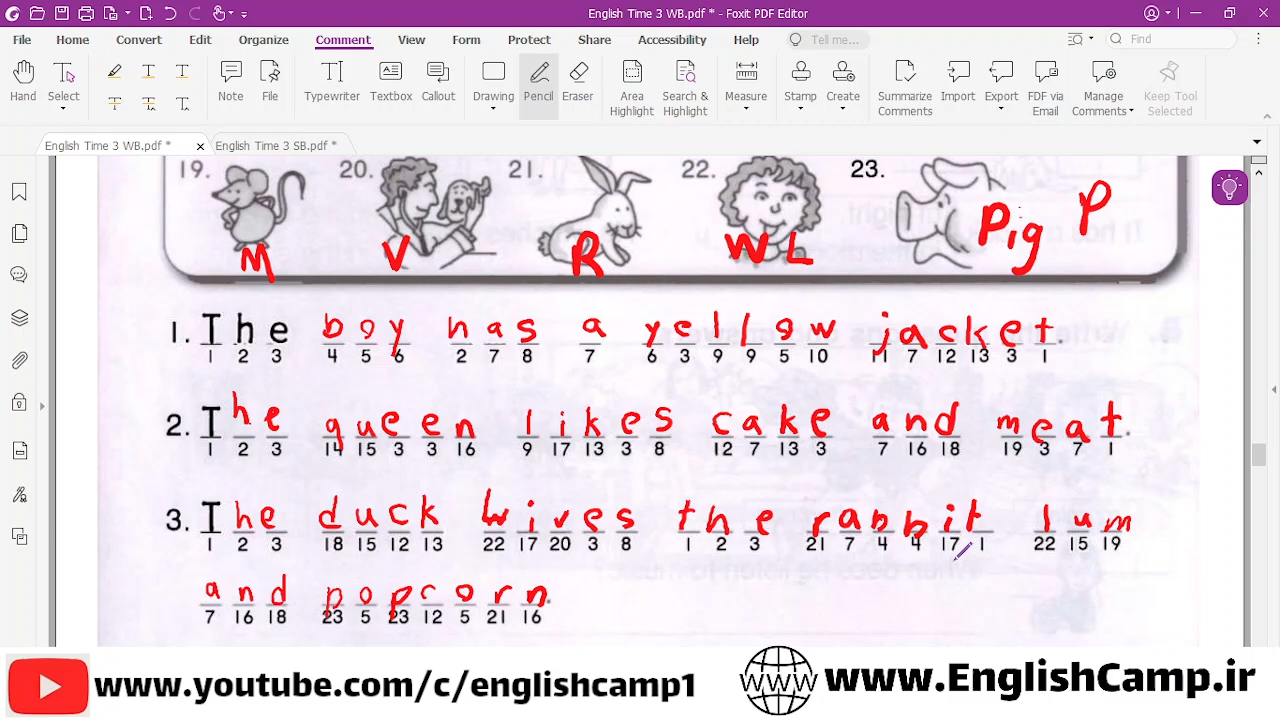 English Time 3 WB.pdf * - Foxit PDF Editor
File Home Convert Edit Organize Comment View Form Protect Share Accessibility Help Tell me... Find
Hand Select Note File Typewriter Textbox Callout Drawing Pencil Eraser Area Highlight Search & Highlight Measure Stamp Create Summarize Comments Import Export FDF via Email Manage Comments Keep Tool Selected
English Time 3 WB.pdf * English Time 3 SB.pdf *
19. 20. 21. 22. 23.
M V R W L Pig P
1. The boy has a yellow jacket.
1 2 3 4 5 6 2 7 8 7 6 3 9 9 5 10 11 7 12 13 3 1
2. The queen likes cake and meat.
1 2 3 14 15 3 3 16 9 17 13 3 8 12 7 13 3 7 16 18 19 3 7 1
3. The duck wives the rabbit lum
1 2 3 18 15 12 13 22 17 20 3 8 1 2 3 21 7 4 4 17 1 22 15 19
and popcorn.
7 16 18 23 5 23 12 5 21 16
www.youtube.com/c/englishcamp1 WWW www.EnglishCamp.ir